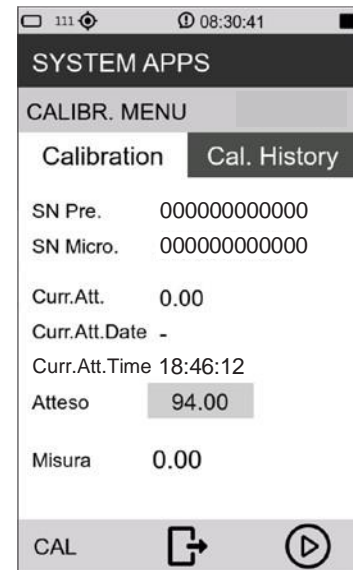 111 08:30:41
SYSTEM APPS
CALIBR. MENU
Calibration Cal. History
SN Pre. 000000000000
SN Micro. 000000000000
Curr.Att. 0.00
Curr.Att.Date -
Curr.Att.Time 18:46:12
Atteso 94.00
Misura 0.00
CAL